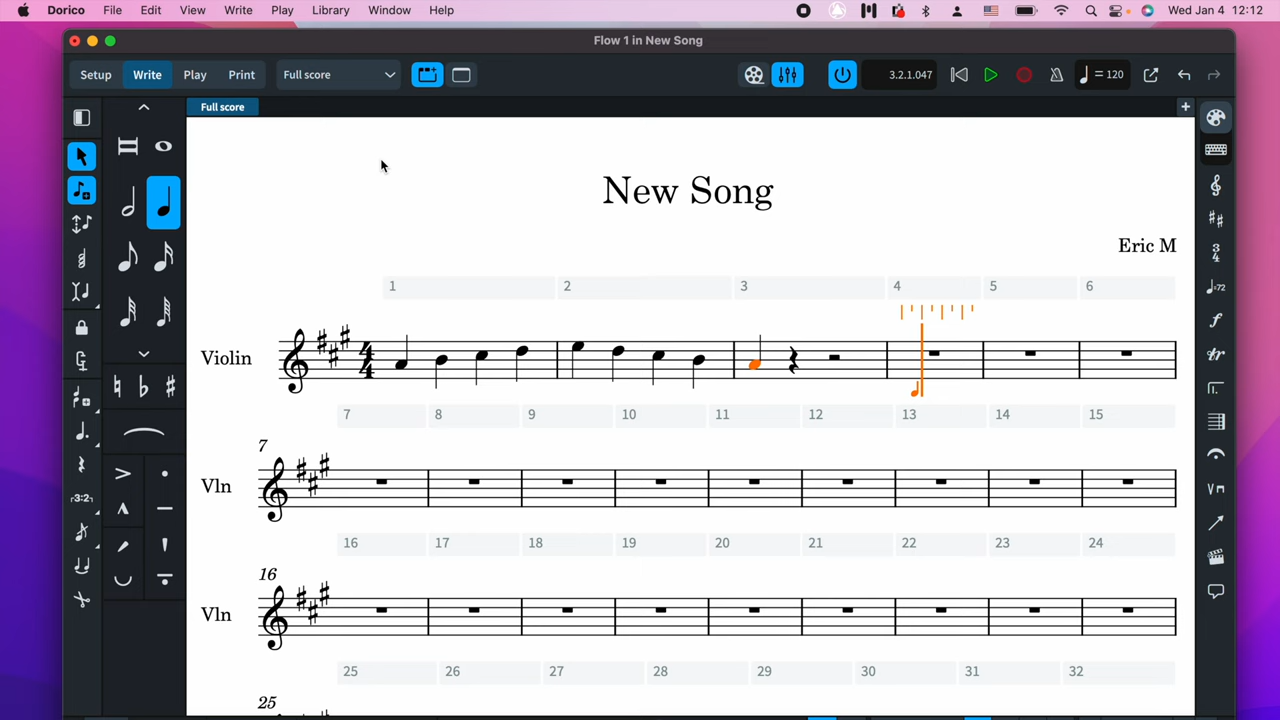 Dorico File Edit View Write Play Library Window Help Wed Jan 4 12:12
Flow 1 in New Song
Setup Write Play Print Full score 3.2.1.047 = 120
Full score
New Song
Eric M
1 2 3 4 5 6
Violin
7 8 9 10 11 12 13 14 15
7
Vln
16 17 18 19 20 21 22 23 24
16
Vln
25 26 27 28 29 30 31 32
25